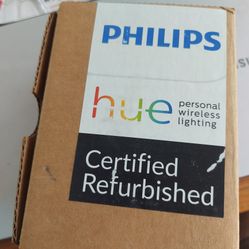 PHILIPS
hue personal
wireless
lighting
Certified
Refurbished